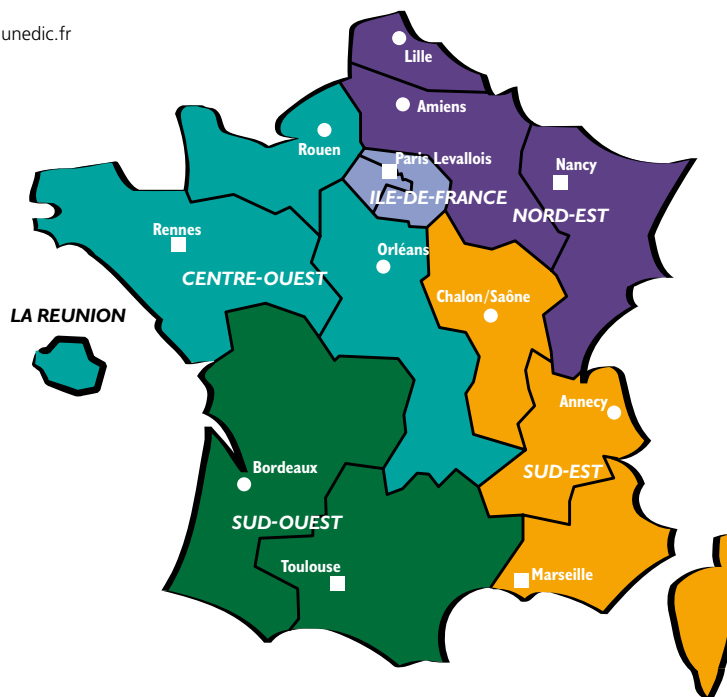 unedic.fr
Lille
Amiens
Rouen
Paris Levallois
Nancy
ILE-DE-FRANCE
NORD-EST
Rennes
Orléans
CENTRE-OUEST
Chalon/Saône
LA REUNION
Annecy
Bordeaux
SUD-EST
SUD-OUEST
Toulouse
Marseille